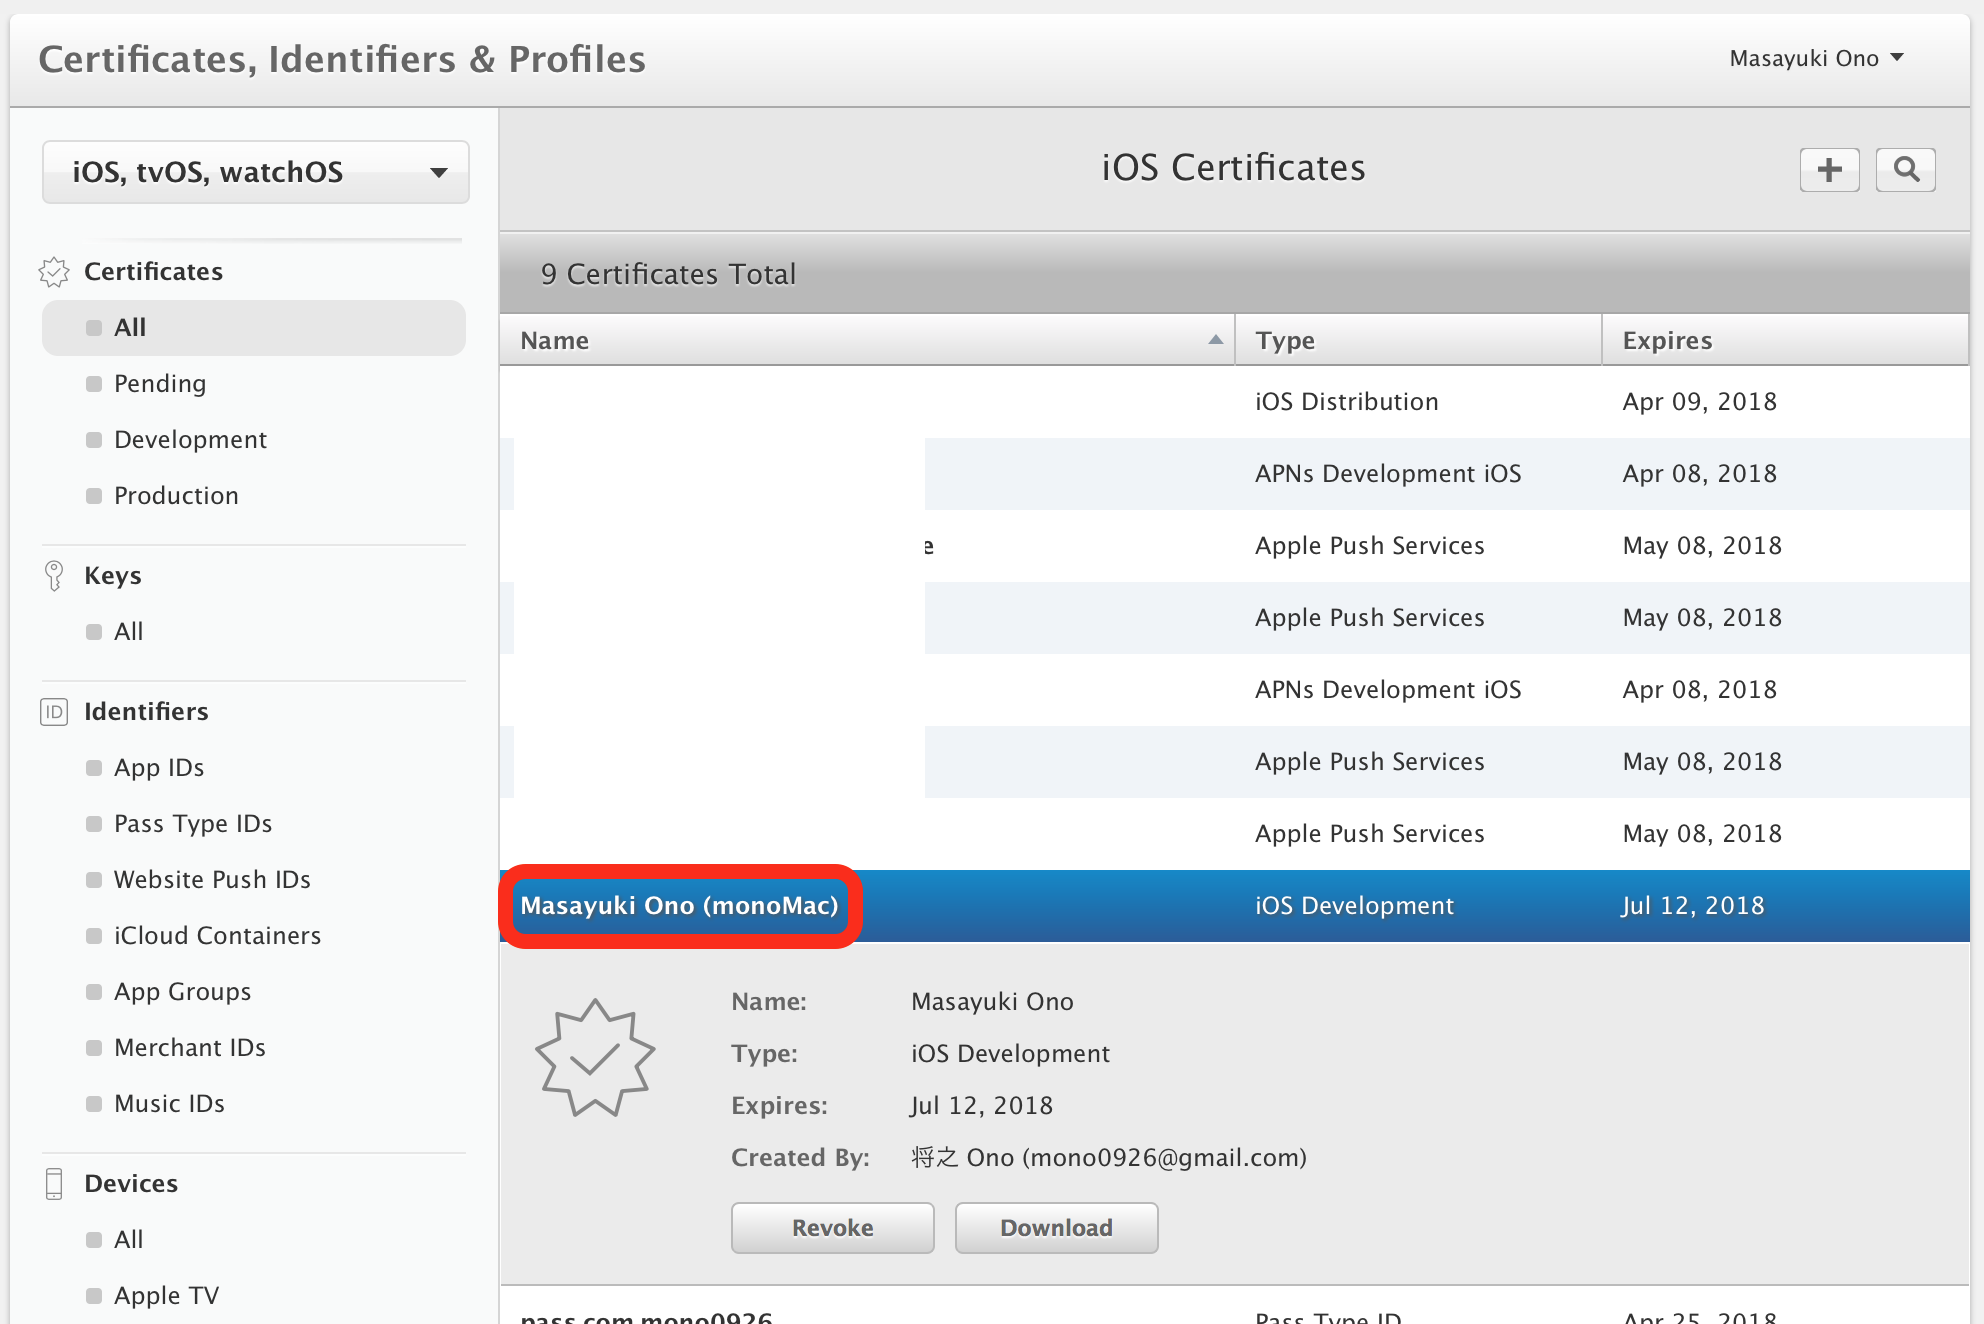 Certificates, Identifiers & Profiles
Masayuki Ono
iOS, tvOS, watchOS
Certificates
All
Pending
Development
Production
Keys
All
ID Identifiers
App IDs
Pass Type IDs
Website Push IDs
iCloud Containers
App Groups
Merchant IDs
Music IDs
Devices
All
Apple TV
iOS Certificates
9 Certificates Total
Name Type Expires
iOS Distribution Apr 09, 2018
APNs Development iOS Apr 08, 2018
e Apple Push Services May 08, 2018
Apple Push Services May 08, 2018
APNs Development iOS Apr 08, 2018
Apple Push Services May 08, 2018
Apple Push Services May 08, 2018
Masayuki Ono (monoMac) iOS Development Jul 12, 2018
Name: Masayuki Ono
Type: iOS Development
Expires: Jul 12, 2018
Created By: 将之 Ono (mono0926@gmail.com)
Revoke Download
pass.com.mono0926 Pass Type ID Apr 25, 2018